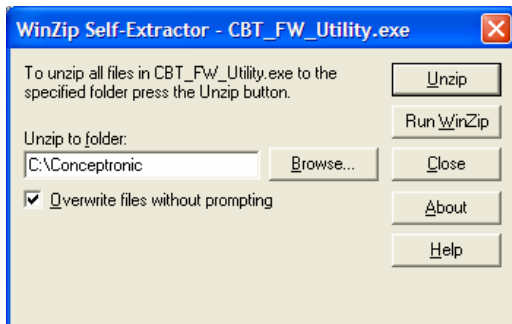 WinZip Self-Extractor - CBT_FW_Utility.exe
To unzip all files in CBT_FW_Utility.exe to the
specified folder press the Unzip button.
Unzip to folder:
C:\Conceptronic
Browse...
Overwrite files without prompting
Unzip
Run WinZip
Close
About
Help